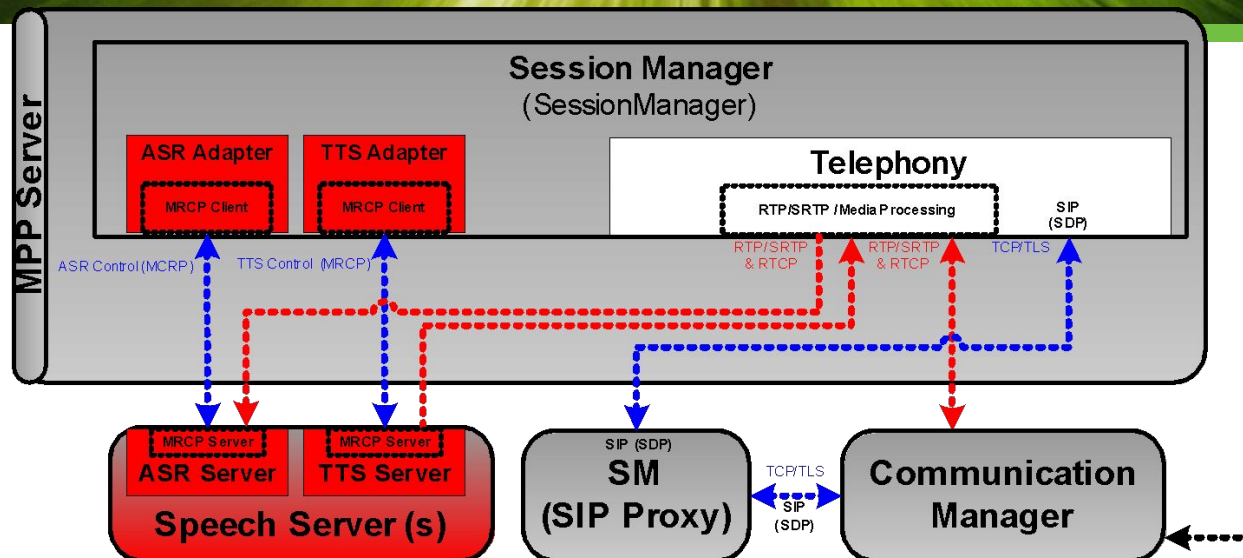 MPP Server
Session Manager
(SessionManager)
ASR Adapter
MRCP Client
TTS Adapter
MRCP Client
Telephony
RTP/SRTP/Media Processing
SIP
(SDP)
ASR Control (MCRP)
TTS Control (MRCP)
RTP/SRTP
& RTCP
RTP/SRTP
& RTCP
TCP/TLS
MRCP Server
ASR Server
MRCP Server
TTS Server
Speech Server (s)
SIP (SDP)
SM
(SIP Proxy)
TCP/TLS
SIP
(SDP)
Communication
Manager